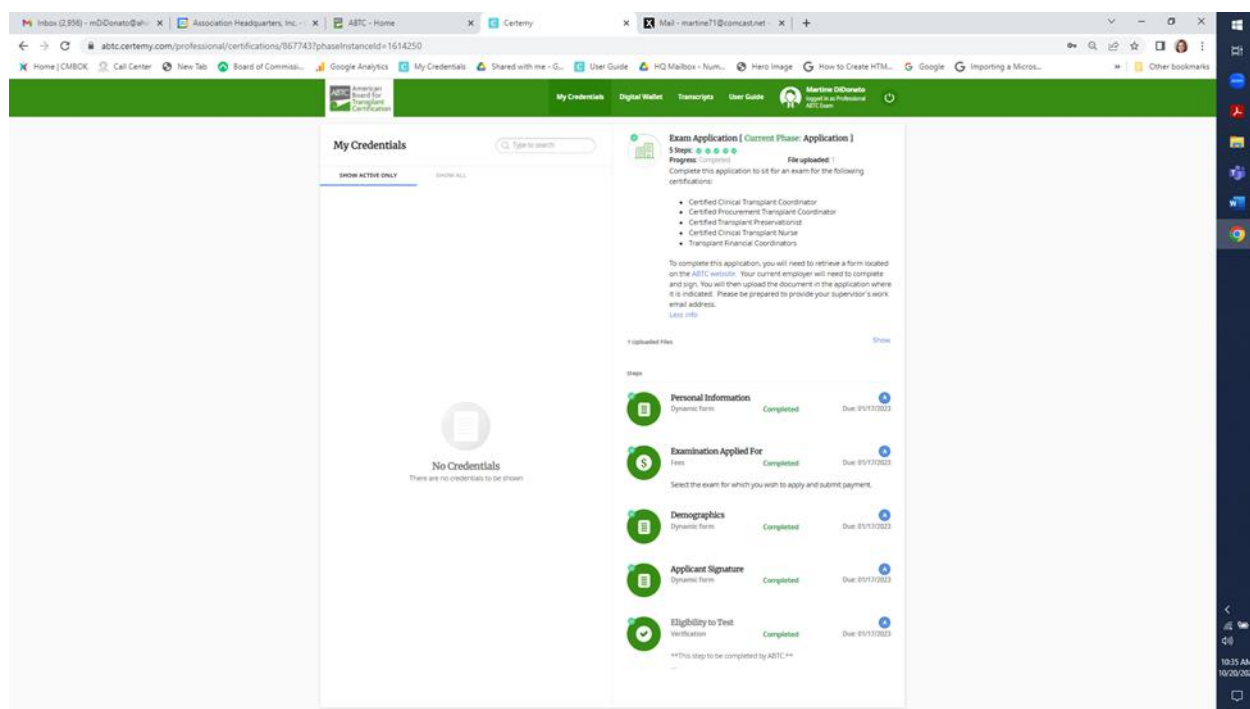 Inbox (2,956) - mDiDonato@ahi
Association Headquarters, Inc. -
ABTC - Home
Certemy
Mail - martine71@comcast.net -
abtc.certemy.com/professional/certifications/867743?phaseInstanceId=1614250
Home | CMBOK
Call Center
New Tab
Board of Commissi...
Google Analytics
My Credentials
Shared with me - G...
User Guide
HQ Mailbox - Num...
Hero Image
How to Create HTM...
Google
Importing a Micros...
Other bookmarks
ABTC American
Board for
Transplant
Certification
My Credentials
Digital Wallet
Transcripts
User Guide
Martine DiDonato
logged in as Professional
ABTC Exam
My Credentials
Type to search
SHOW ACTIVE ONLY
SHOW ALL
No Credentials
There are no credentials to be shown
Exam Application [ Current Phase: Application ]
5 Steps:
Progress: Completed File uploaded: 1
Complete this application to sit for an exam for the following
certifications:
• Certified Clinical Transplant Coordinator
• Certified Procurement Transplant Coordinator
• Certified Transplant Preservationist
• Certified Clinical Transplant Nurse
• Transplant Financial Coordinators
To complete this application, you will need to retrieve a form located
on the ABTC website. Your current employer will need to complete
and sign. You will then upload the document in the application where
it is indicated. Please be prepared to provide your supervisor's work
email address.
Less info
1 Uploaded Files Show
Steps
Personal Information
Dynamic form Completed Due: 01/17/2023
Examination Applied For
Fees Completed Due: 01/17/2023
Select the exam for which you wish to apply and submit payment.
Demographics
Dynamic form Completed Due: 01/17/2023
Applicant Signature
Dynamic form Completed Due: 01/17/2023
Eligibility to Test
Verification Completed Due: 01/17/2023
**This step to be completed by ABTC.**
...
10:35 AM
10/20/202